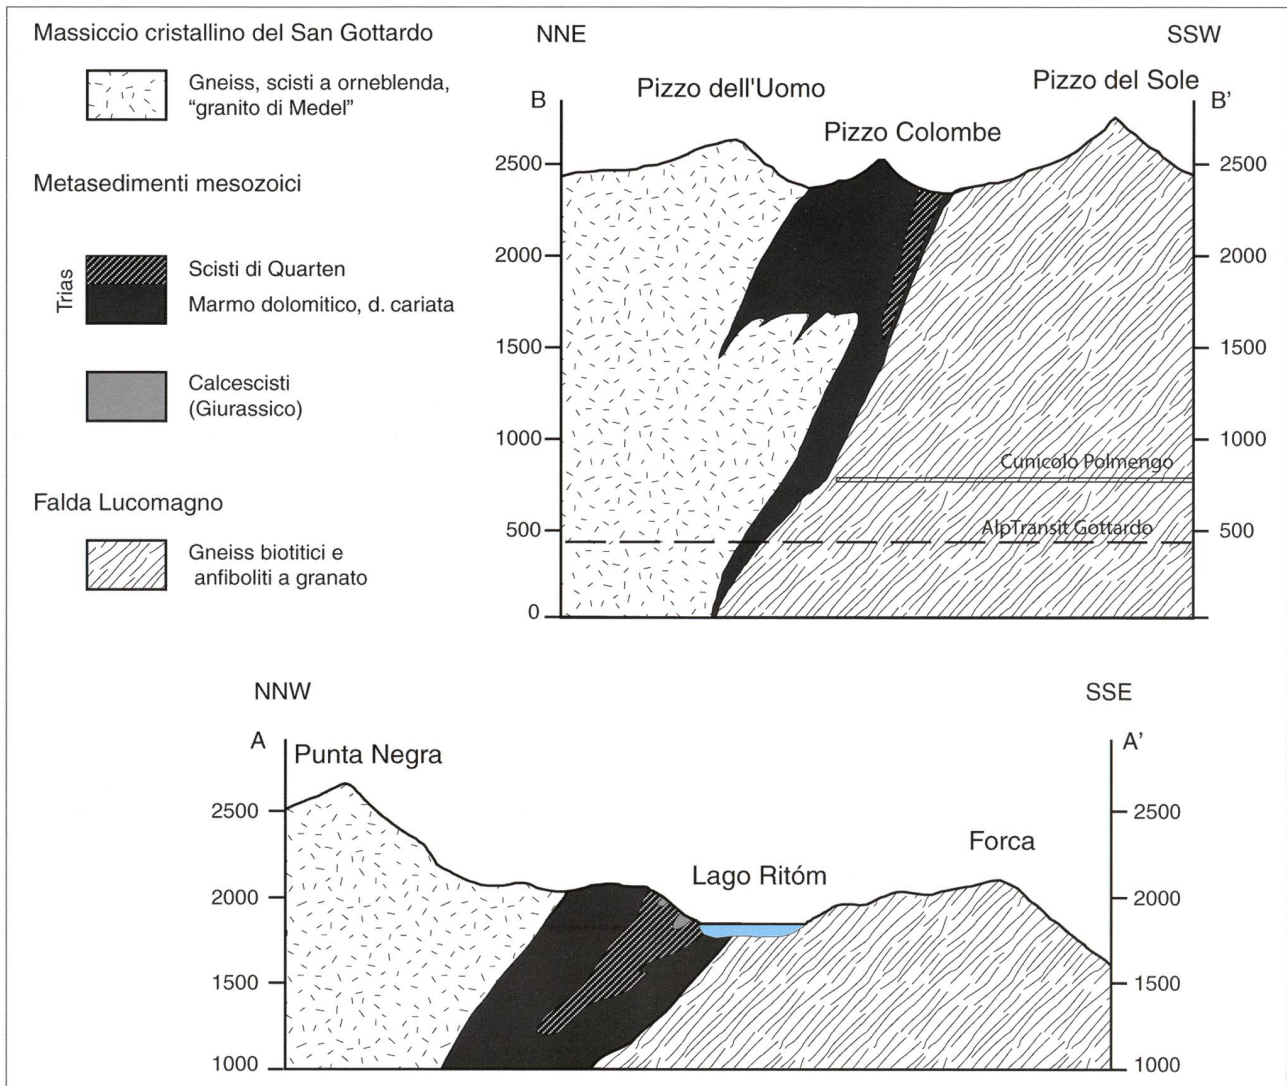 Massiccio cristallino del San Gottardo
Gneiss, scisti a orneblenda,
“granito di Medel”
Metasedimenti mesozoici
Trias
Scisti di Quarten
Marmo dolomitico, d. cariata
Calcescisti
(Giurassico)
Falda Lucomagno
Gneiss biotitici e
anfiboliti a granato
NNE
SSW
B
Pizzo dell'Uomo
Pizzo Colombe
Pizzo del Sole
B'
2500
2500
2000
2000
1500
1500
1000
1000
Cunicolo Polmengo
500
AlpTransit Gottardo
500
0
NNW
SSE
A
Punta Negra
A'
2500
2500
Forca
Lago Ritóm
2000
2000
1500
1500
1000
1000